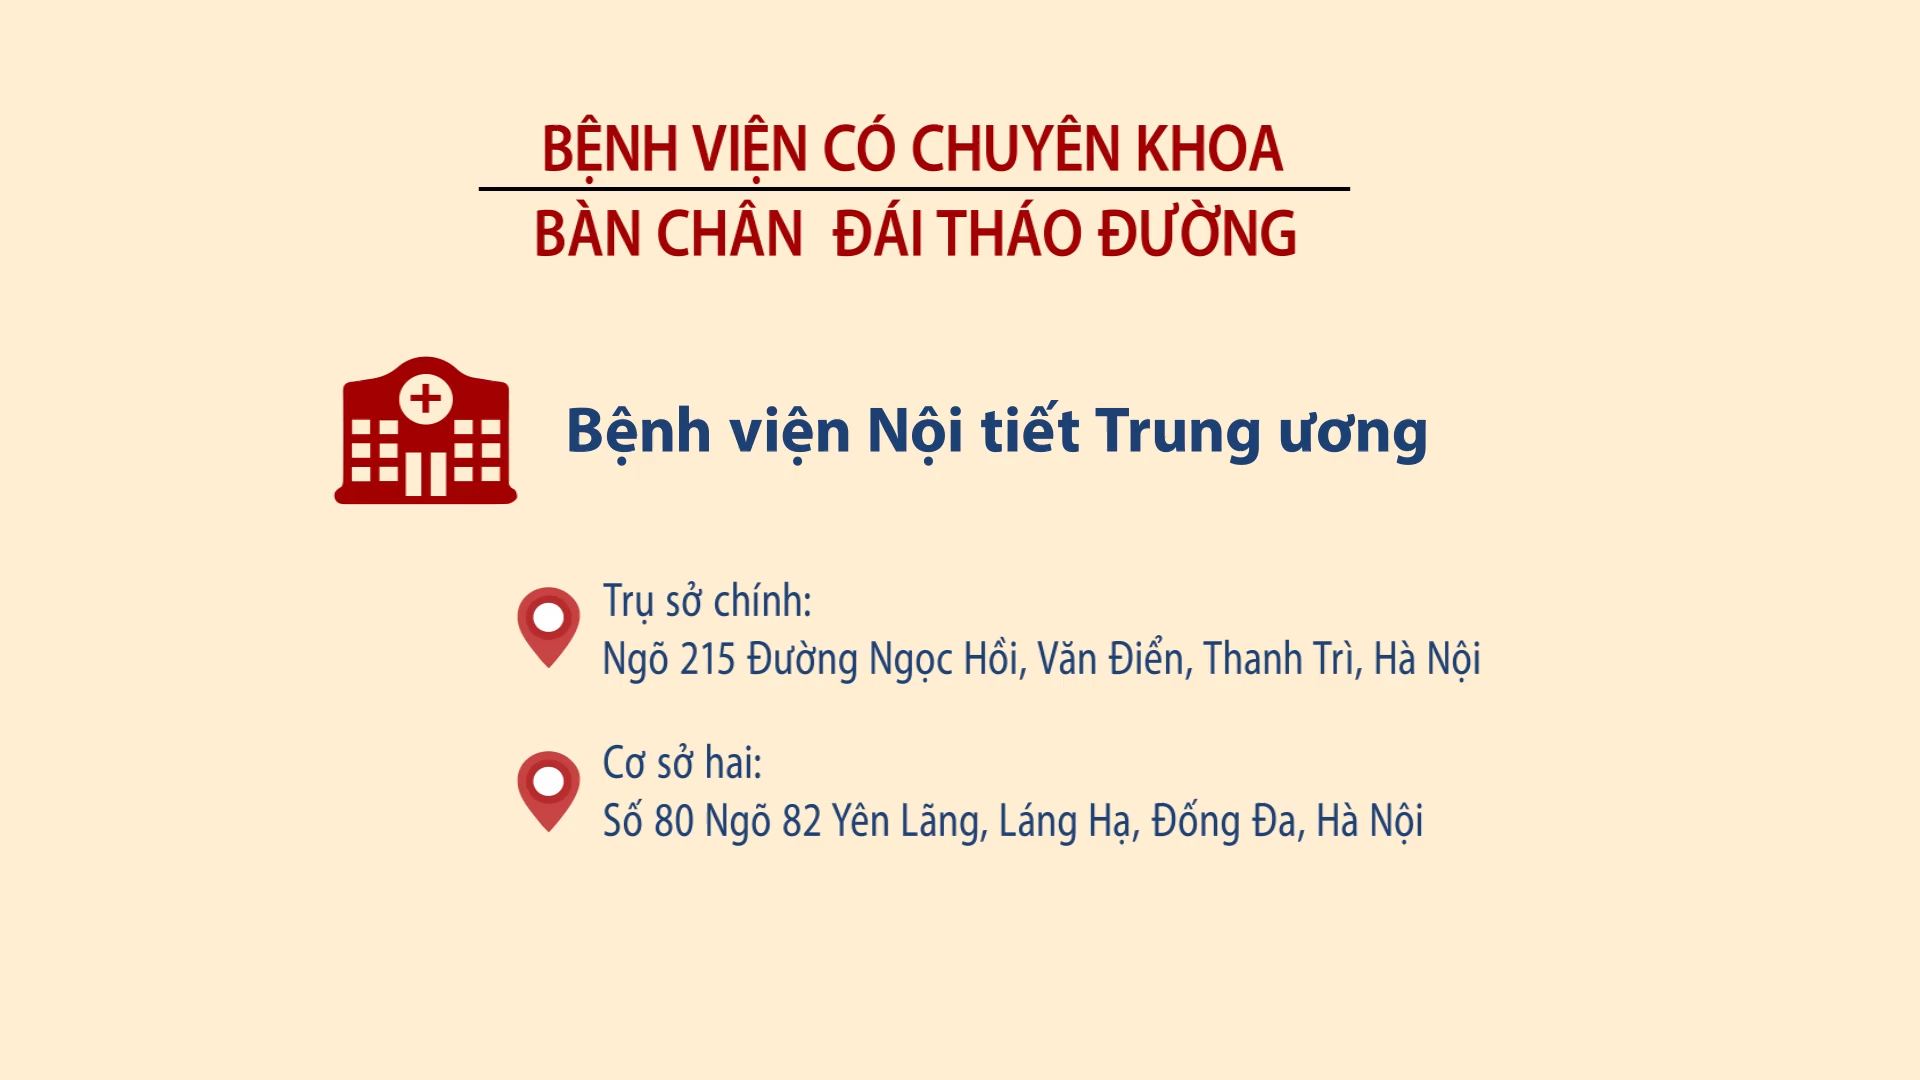 BỆNH VIỆN CÓ CHUYÊN KHOA
BÀN CHÂN ĐÁI THÁO ĐƯỜNG
Bệnh viện Nội tiết Trung ương
Trụ sở chính:
Ngõ 215 Đường Ngọc Hồi, Văn Điển, Thanh Trì, Hà Nội
Cơ sở hai:
Số 80 Ngõ 82 Yên Lãng, Láng Hạ, Đống Đa, Hà Nội